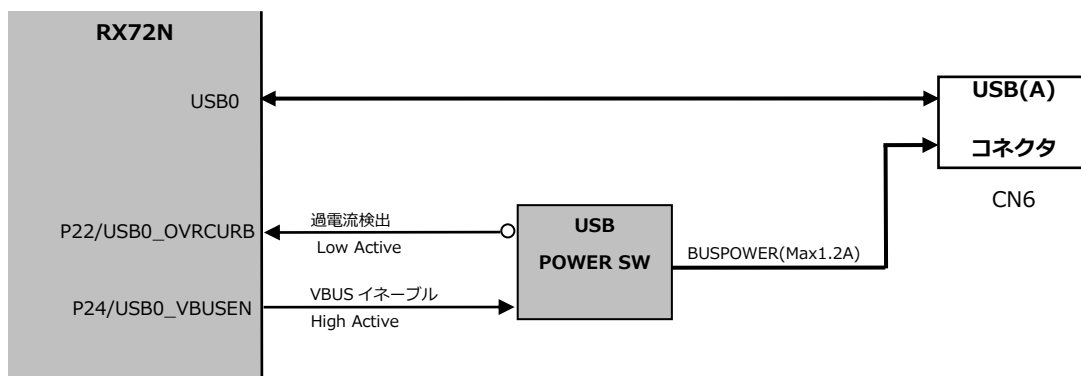 RX72N
USB0
USB(A)
コネクタ
CN6
P22/USB0_OVRCURB
過電流検出
Low Active
USB
POWER SW
BUSPOWER(Max1.2A)
P24/USB0_VBUSEN
VBUS イネーブル
High Active